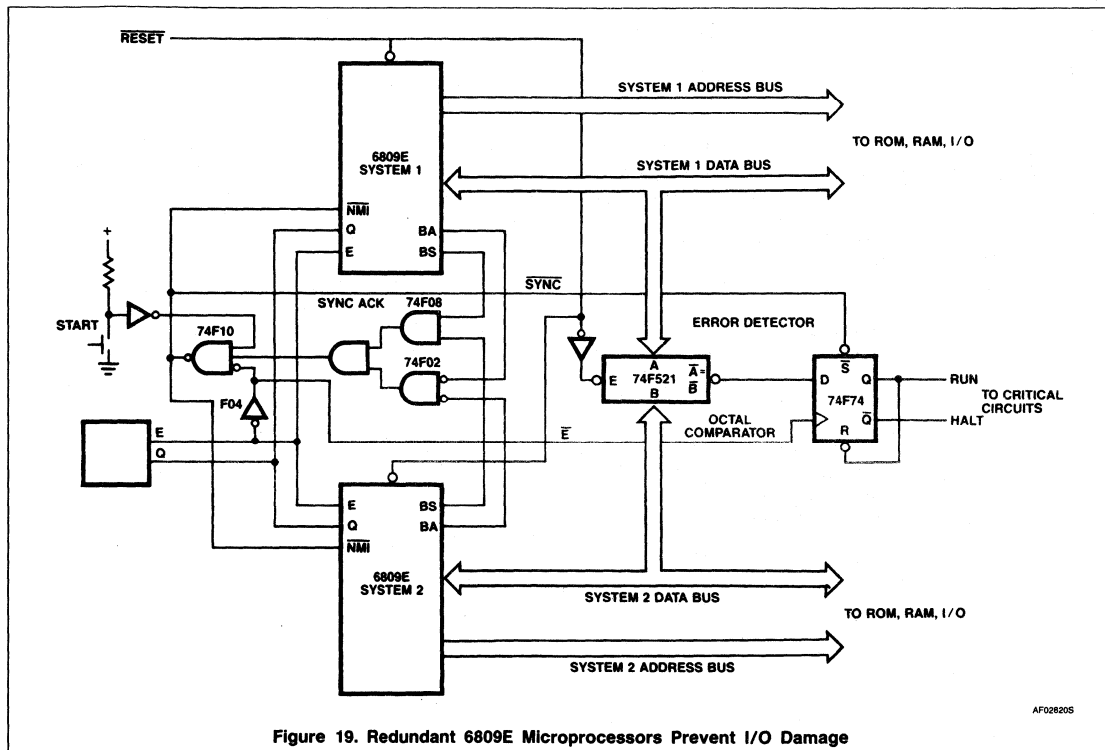 RESET
SYSTEM 1 ADDRESS BUS
TO ROM, RAM, I/O
6809E
SYSTEM 1
SYSTEM 1 DATA BUS
NMI
Q
E
BA
BS
+
START
SYNC ACK
74F08
SYNC
74F10
74F02
F04
ERROR DETECTOR
E
A
74F521
B
A =
B
OCTAL
COMPARATOR
D
S
Q
74F74
Q
R
RUN
TO CRITICAL
CIRCUITS
HALT
E
Q
E
E
Q
NMI
BS
BA
6809E
SYSTEM 2
SYSTEM 2 DATA BUS
TO ROM, RAM, I/O
SYSTEM 2 ADDRESS BUS
AF02820S
Figure 19. Redundant 6809E Microprocessors Prevent I/O Damage